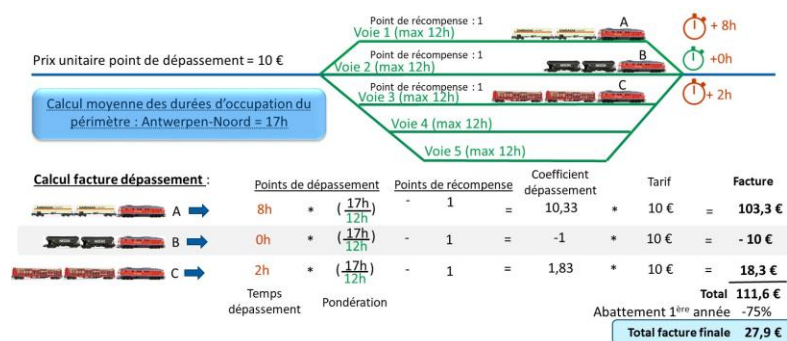 Point de récompense : 1
A
+ 8h
Voie 1 (max 12h)
Prix unitaire point de dépassement = 10 €
Point de récompense : 1
B
+0h
Voie 2 (max 12h)
Point de récompense : 1
C
+ 2h
Voie 3 (max 12h)
Calcul moyenne des durées d'occupation du
périmètre : Antwerpen-Noord = 17h
Voie 4 (max 12h)
Voie 5 (max 12h)
Calcul facture dépassement :
Points de dépassement
Points de récompense
Coefficient
dépassement
Tarif
Facture
A 8h * (17h/12h) - 1 = 10,33 * 10 € = 103,3 €
B 0h * (17h/12h) - 1 = -1 * 10 € = - 10 €
C 2h * (17h/12h) - 1 = 1,83 * 10 € = 18,3 €
Temps
dépassement
Pondération
Total 111,6 €
Abattement 1ère année -75%
Total facture finale 27,9 €